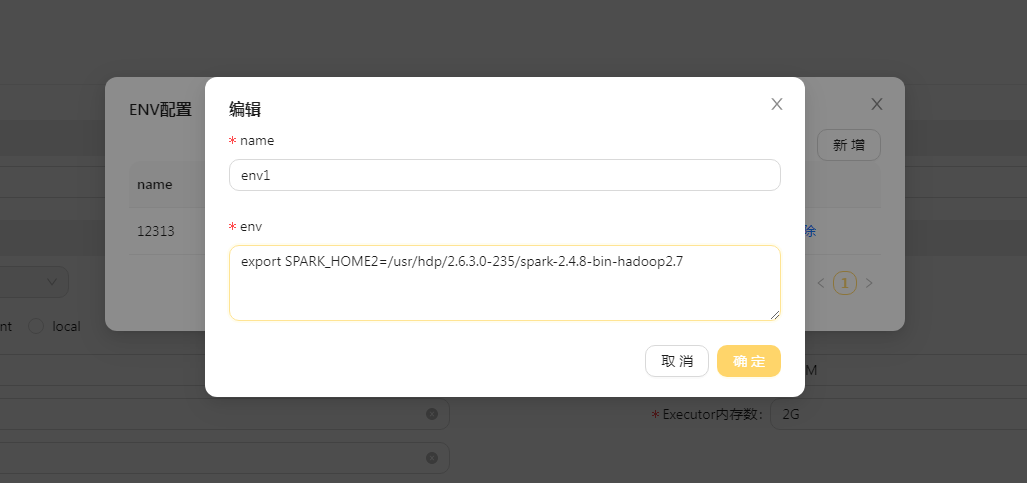 ENV配置
编辑
* name
env1
* env
export SPARK_HOME2=/usr/hdp/2.6.3.0-235/spark-2.4.8-bin-hadoop2.7
取 消
确 定
新 增
name
12313
除
1
nt
local
M
* Executor内存数:
2G